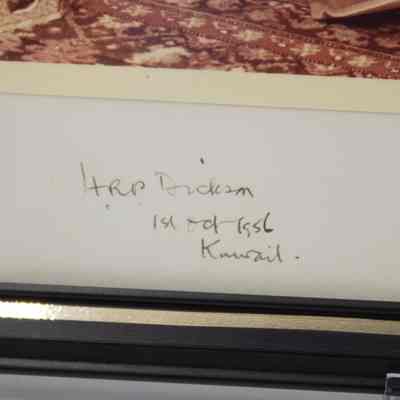 H.R.P. Dickson
1st Oct 1956
Kuwait.